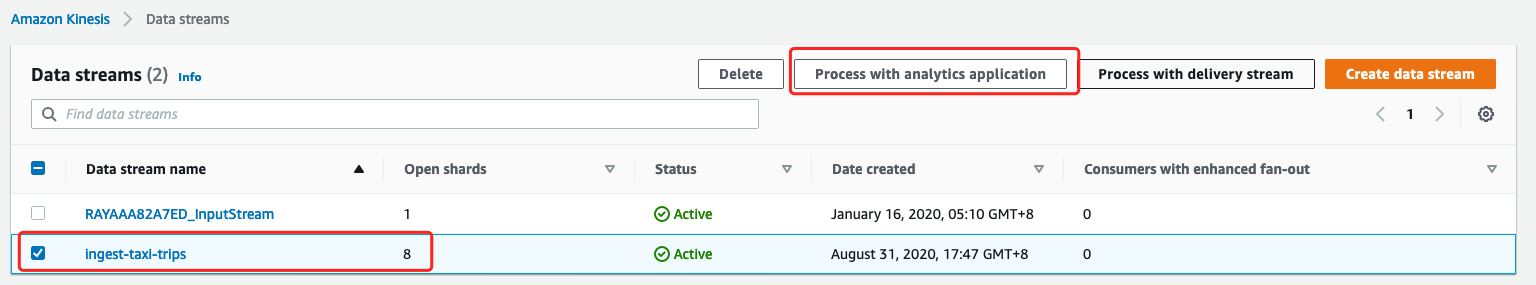 Amazon Kinesis > Data streams
Data streams (2) Info
Delete
Process with analytics application
Process with delivery stream
Create data stream
Find data streams
1
Data stream name Open shards Status Date created Consumers with enhanced fan-out
RAYAAA82A7ED_InputStream 1 Active January 16, 2020, 05:10 GMT+8 0
ingest-taxi-trips 8 Active August 31, 2020, 17:47 GMT+8 0